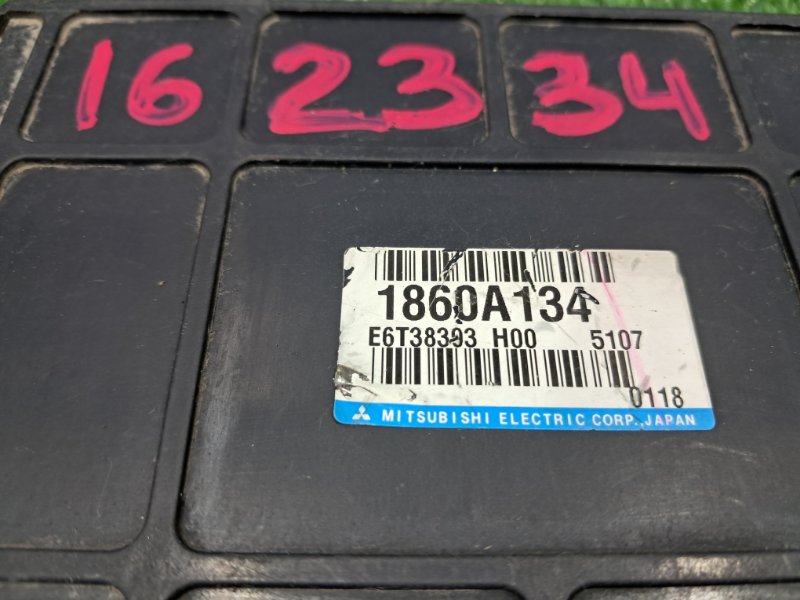 16 23 34
1860A134
E6T38393 H00 5107
0118
MITSUBISHI ELECTRIC CORP.,JAPAN